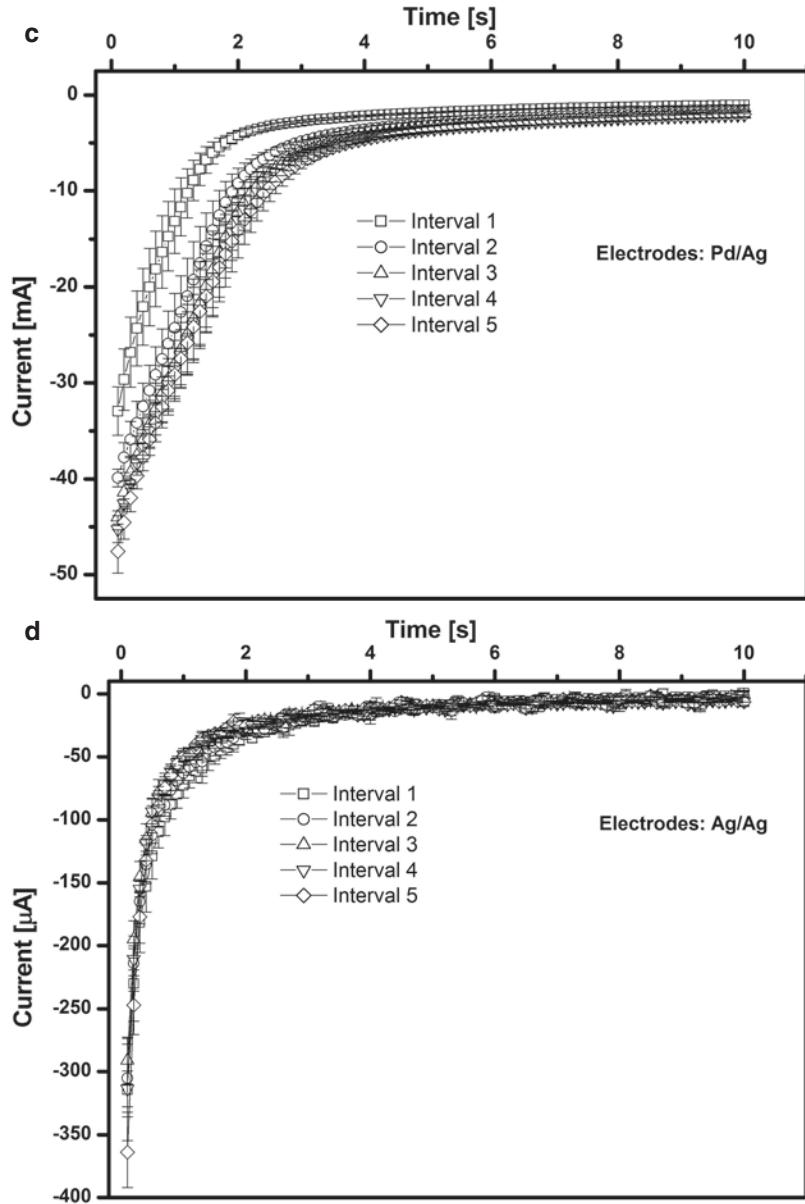 c
Time [s]
0 2 4 6 8 10
0
-10
-20
-30
-40
-50
Current [mA]
Interval 1
Interval 2
Interval 3
Interval 4
Interval 5
Electrodes: Pd/Ag
d
Time [s]
0 2 4 6 8 10
0
-50
-100
-150
-200
-250
-300
-350
-400
Current [μA]
Interval 1
Interval 2
Interval 3
Interval 4
Interval 5
Electrodes: Ag/Ag